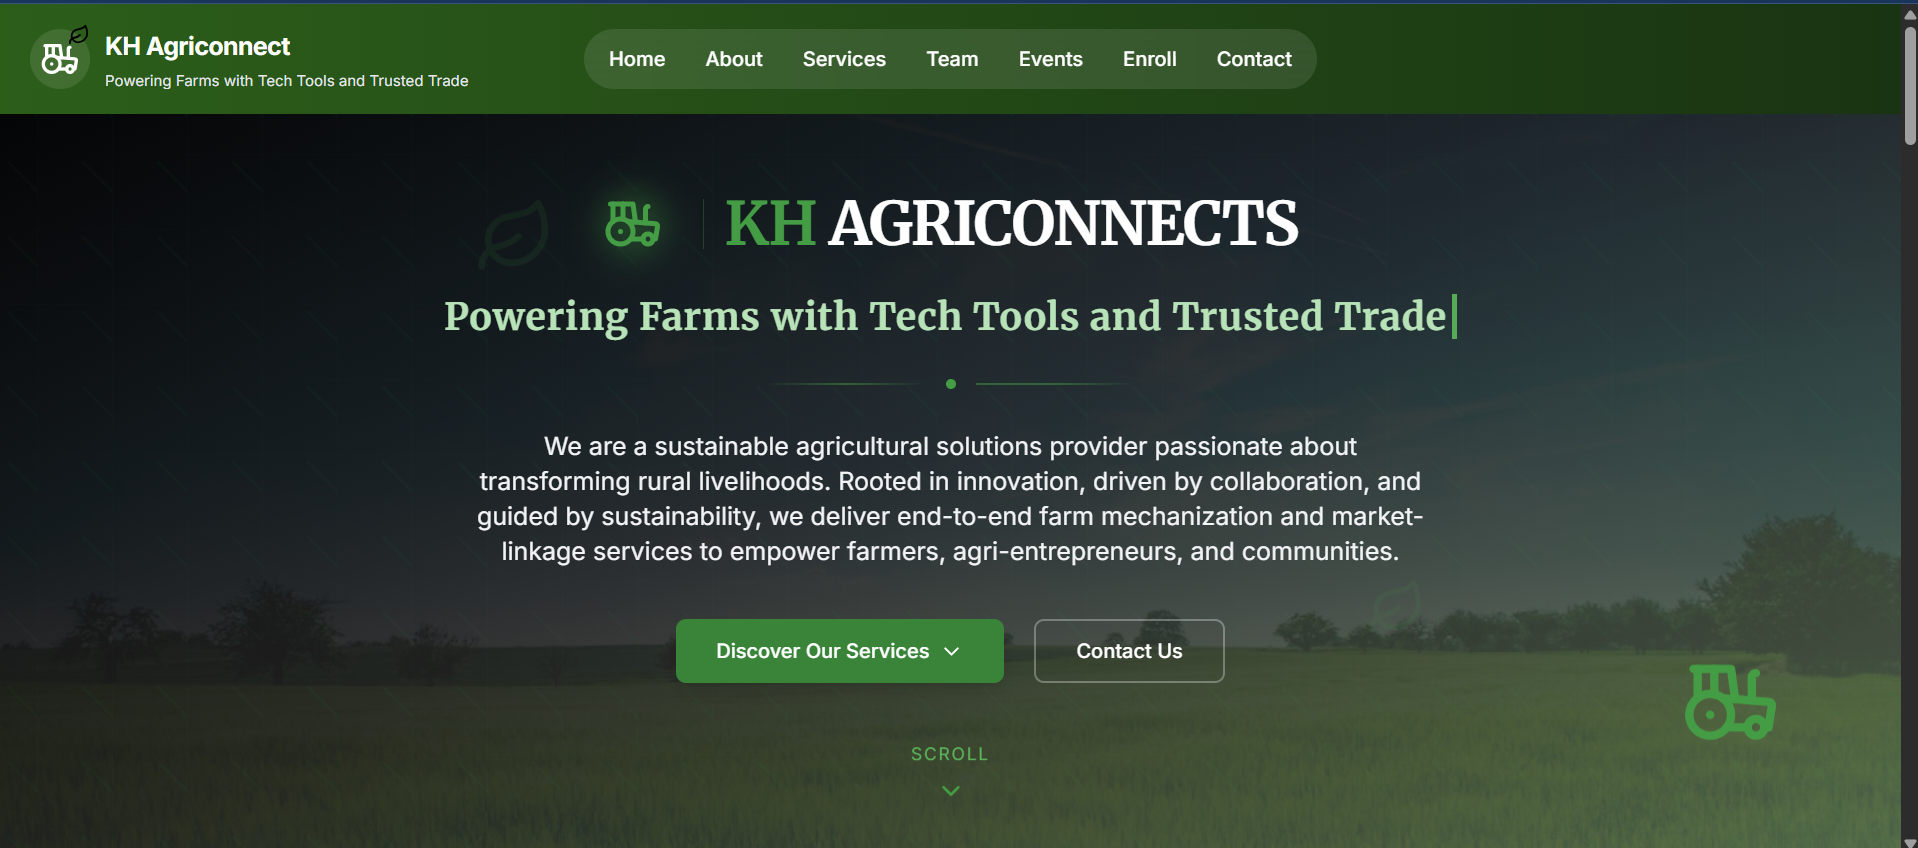 KH Agriconnect
Powering Farms with Tech Tools and Trusted Trade
Home About Services Team Events Enroll Contact
KH AGRICONNECTS
Powering Farms with Tech Tools and Trusted Trade
We are a sustainable agricultural solutions provider passionate about
transforming rural livelihoods. Rooted in innovation, driven by collaboration, and
guided by sustainability, we deliver end-to-end farm mechanization and market-
linkage services to empower farmers, agri-entrepreneurs, and communities.
Discover Our Services
Contact Us
SCROLL